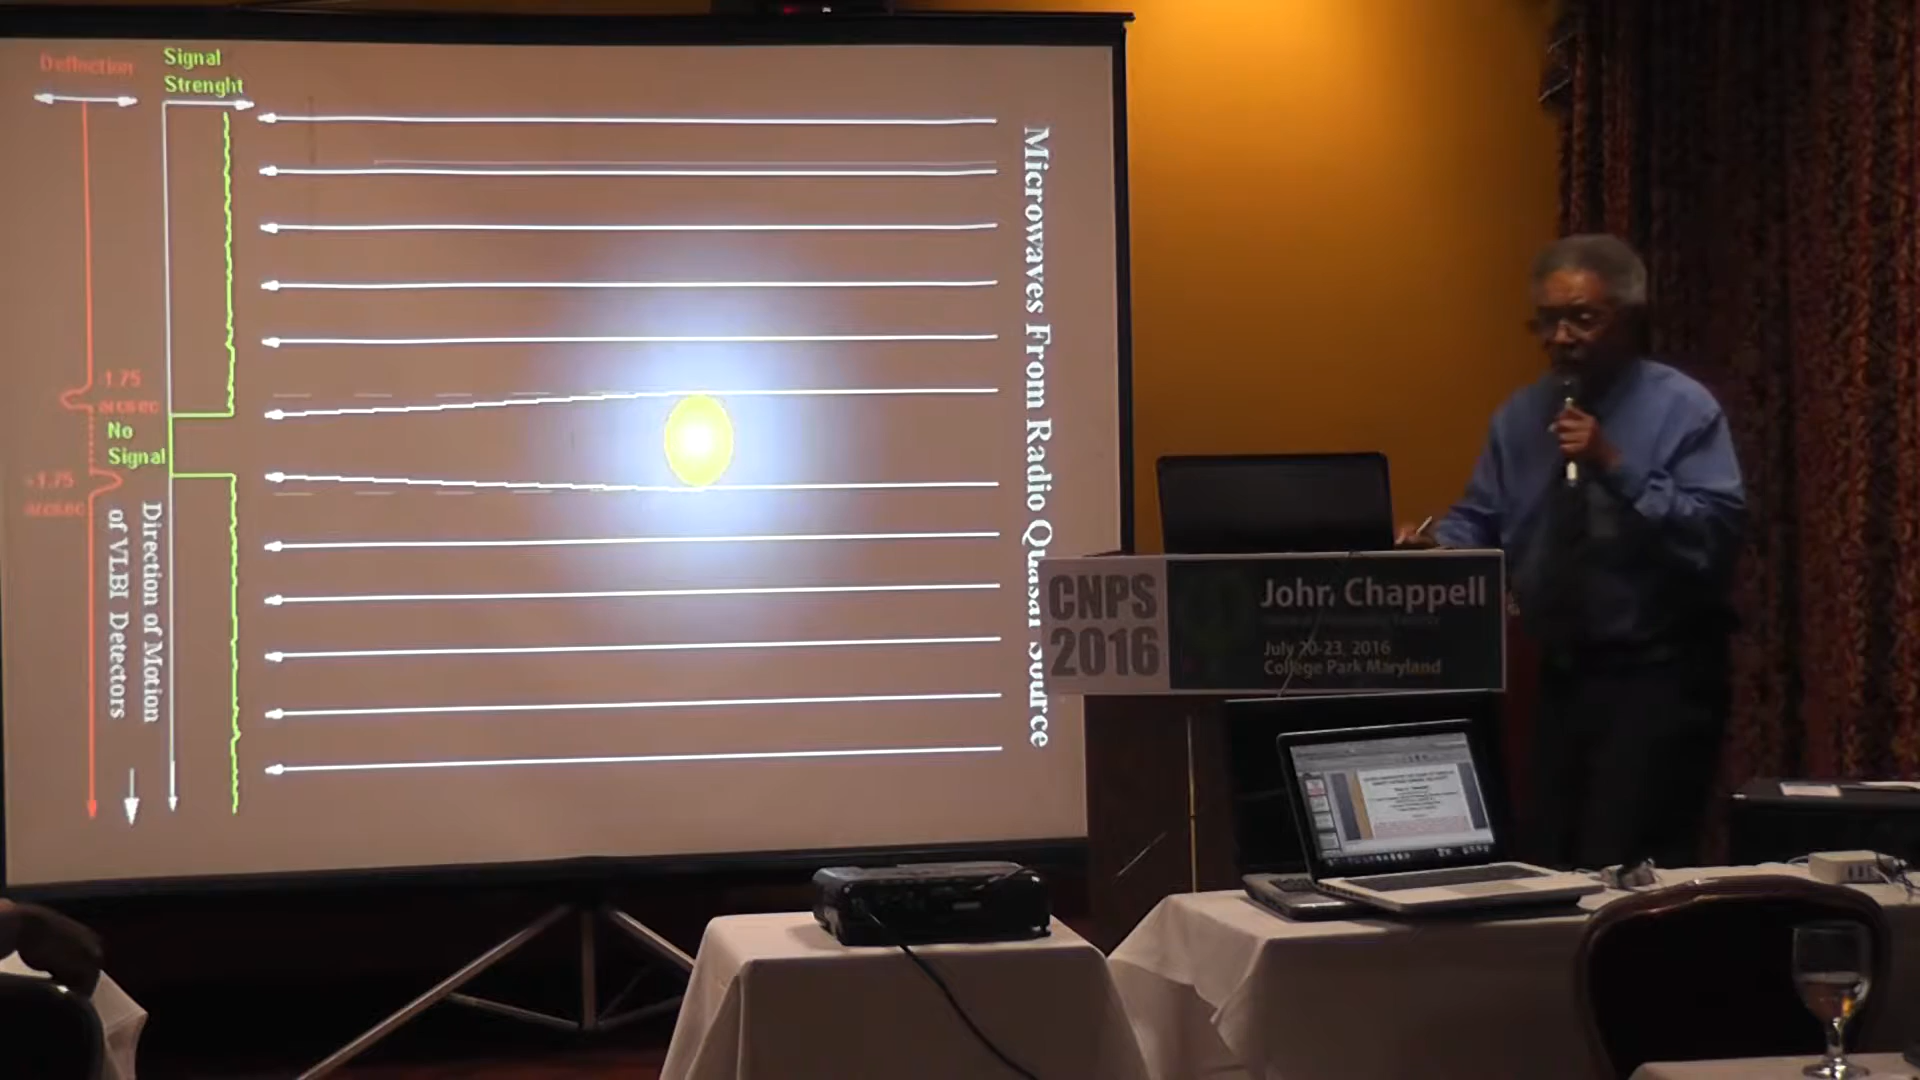 Deflection
Signal
Strenght
-1.75
arcsec
No
Signal
+1.75
arcsec
Direction of Motion
of VLBI Detectors
Microwaves From Radio Quasar Source
CNPS
2016
John Chappell
July 20-23, 2016
College Park Maryland